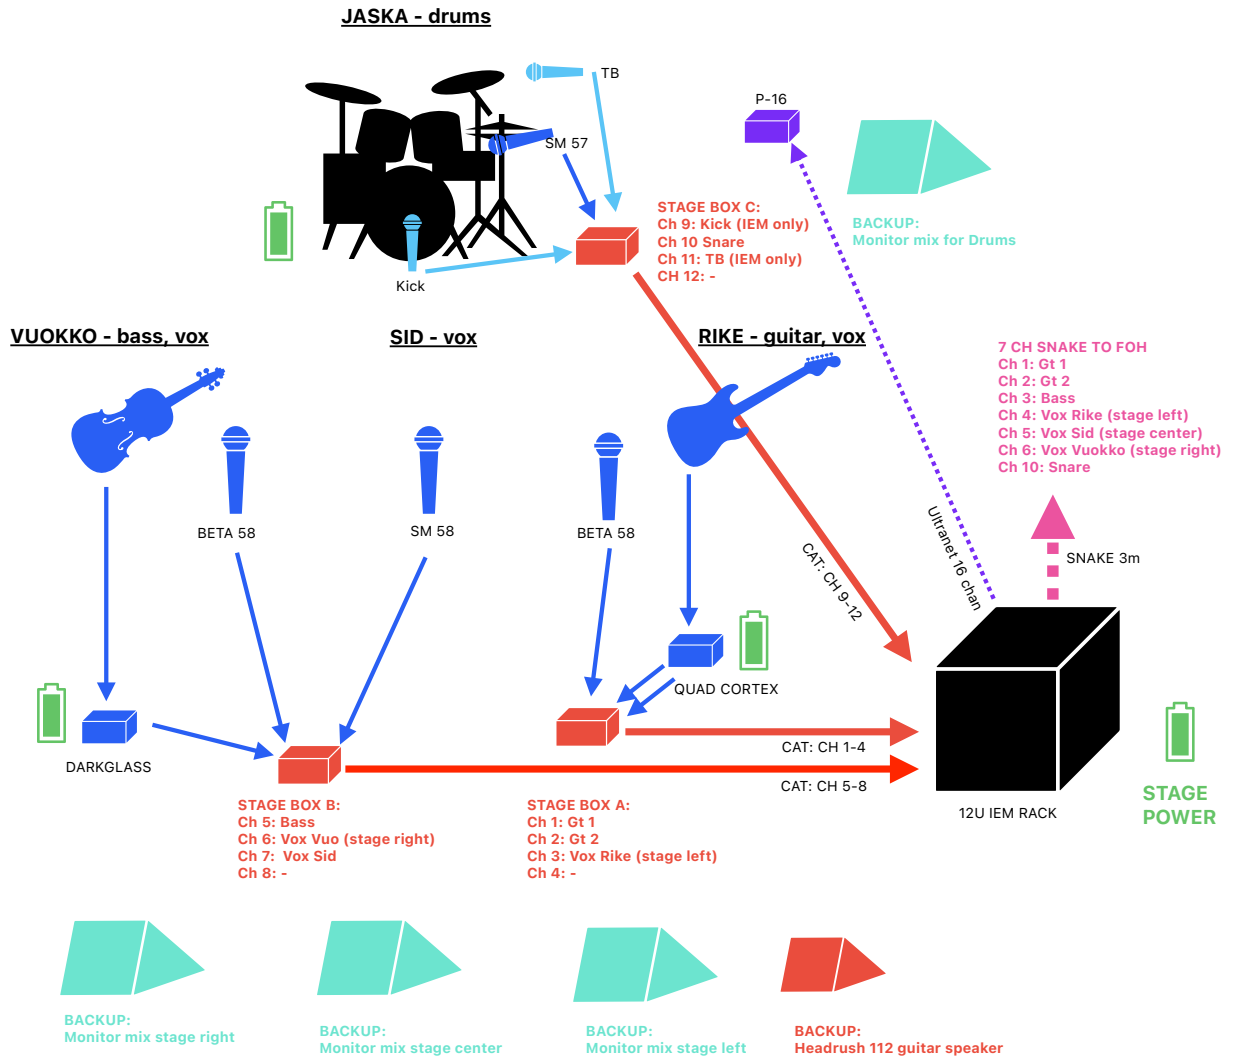 JASKA - drums
TB
SM 57
Kick
P-16
STAGE BOX C:
Ch 9: Kick (IEM only)
Ch 10 Snare
Ch 11: TB (IEM only)
CH 12: -
BACKUP:
Monitor mix for Drums
VUOKKO - bass, vox
SID - vox
RIKE - guitar, vox
7 CH SNAKE TO FOH
Ch 1: Gt 1
Ch 2: Gt 2
Ch 3: Bass
Ch 4: Vox Rike (stage left)
Ch 5: Vox Sid (stage center)
Ch 6: Vox Vuokko (stage right)
Ch 10: Snare
BETA 58
SM 58
BETA 58
CAT: CH 9-12
Ultranet 16 chan
SNAKE 3m
QUAD CORTEX
DARKGLASS
CAT: CH 1-4
CAT: CH 5-8
12U IEM RACK
STAGE
POWER
STAGE BOX B:
Ch 5: Bass
Ch 6: Vox Vuo (stage right)
Ch 7:  Vox Sid
Ch 8: -
STAGE BOX A:
Ch 1: Gt 1
Ch 2: Gt 2
Ch 3: Vox Rike (stage left)
Ch 4: -
BACKUP:
Monitor mix stage right
BACKUP:
Monitor mix stage center
BACKUP:
Monitor mix stage left
BACKUP:
Headrush 112 guitar speaker